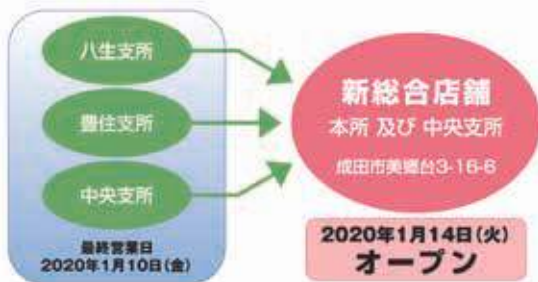 八生支所
豊住支所
中央支所
最終営業日
2020年1月10日(金)
新総合店舗
本所 及び 中央支所
成田市美郷台3-16-6
2020年1月14日(火)
オープン